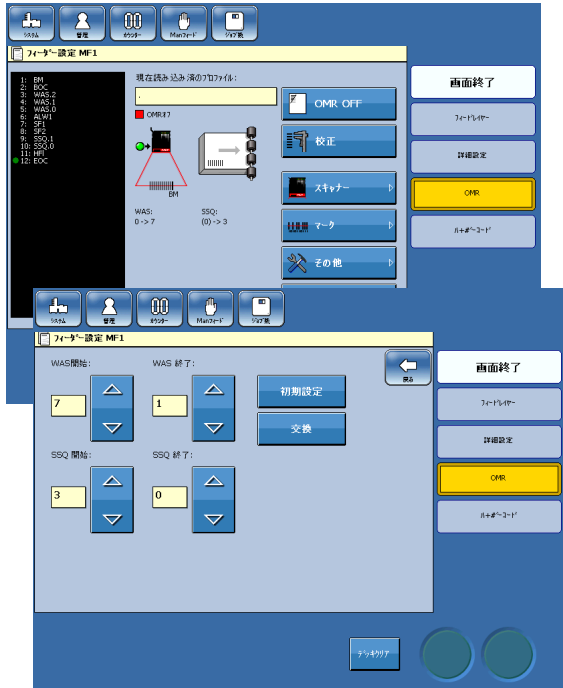 システム 管理 カウンター Manフィード ジョブ機
フィーダー設定 MF1
1: BM
2: BOC
3: WAS.2
4: WAS.1
5: WAS.0
6: ALW1
7: SF1
8: SF2
9: SSQ.1
10: SSQ.0
11: HFI
12: EOC
現在読み込み済のプロファイル:
.
OMRオフ
BM
WAS:
0 -> 7
SSQ:
(0) -> 3
OMR OFF
校正
スキャナー
マーク
その他
画面終了
フィードレイヤー
詳細設定
OMR
バーコード
システム 管理 カウンター Manフィード ジョブ機
フィーダー設定 MF1
WAS開始:
7
WAS 終了:
1
初期設定
交換
戻る
SSQ 開始:
3
SSQ 終了:
0
画面終了
フィードレイヤー
詳細設定
OMR
デッキクリア